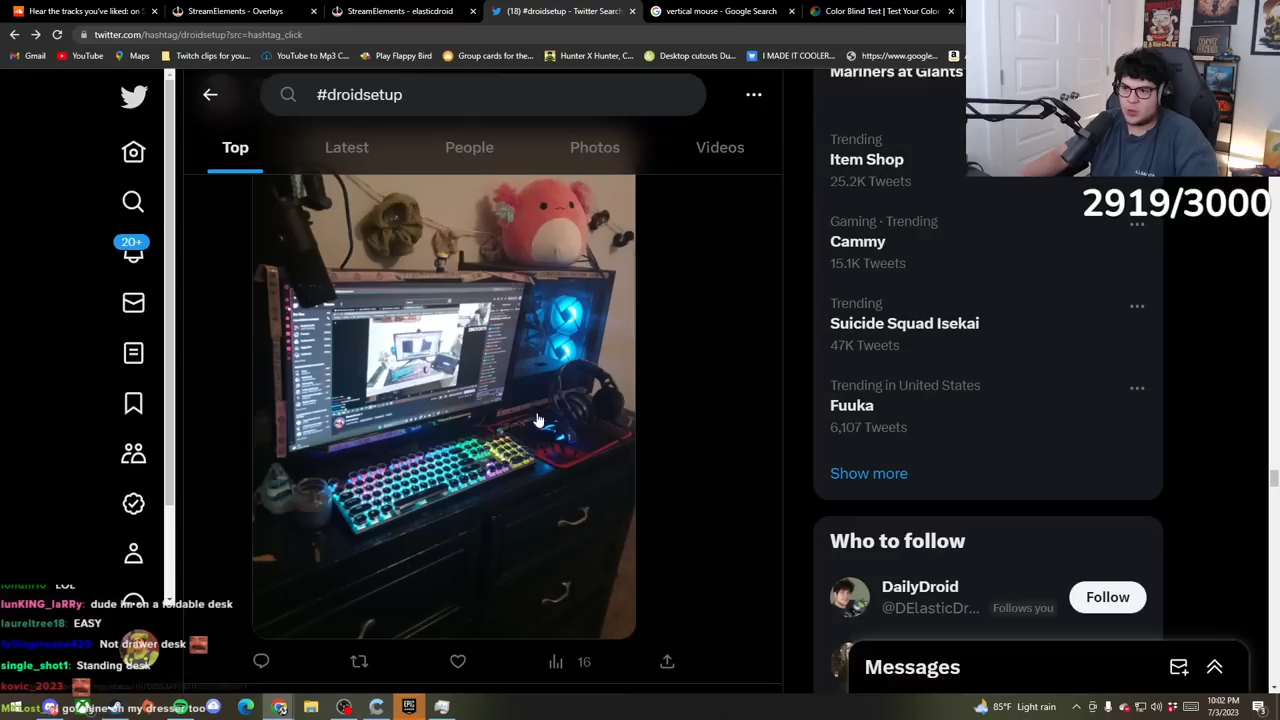 Hear the tracks you've liked: on S
StreamElements - Overlays
StreamElements - elasticdroid
(18) #droidsetup - Twitter Search
vertical mouse - Google Search
Color Blind Test | Test Your Color
twitter.com/hashtag/droidsetup?src=hashtag_click
Gmail
YouTube
Maps
Twitch clips for you...
YouTube to Mp3 C...
Play Flappy Bird
Group cards for the...
Hunter X Hunter, C...
Desktop cutouts Du...
I MADE IT COOLER...
https://www.google...
#droidsetup
Top
Latest
People
Photos
Videos
20+
16
Mariners at Giants
Trending
Item Shop
25.2K Tweets
Gaming · Trending
Cammy
15.1K Tweets
Trending
Suicide Squad Isekai
47K Tweets
Trending in United States
Fuuka
6,107 Tweets
Show more
Who to follow
DailyDroid
@DElasticDr...
Follows you
Follow
Messages
2919/3000
LOL
lunKING_laRRy: dude im on a foldable desk
laureltree18: EASY
Not drawer desk
single_shot1: Standing desk
kovic_2023:
on my dresser too
85°F Light rain
10:02 PM
7/3/2023